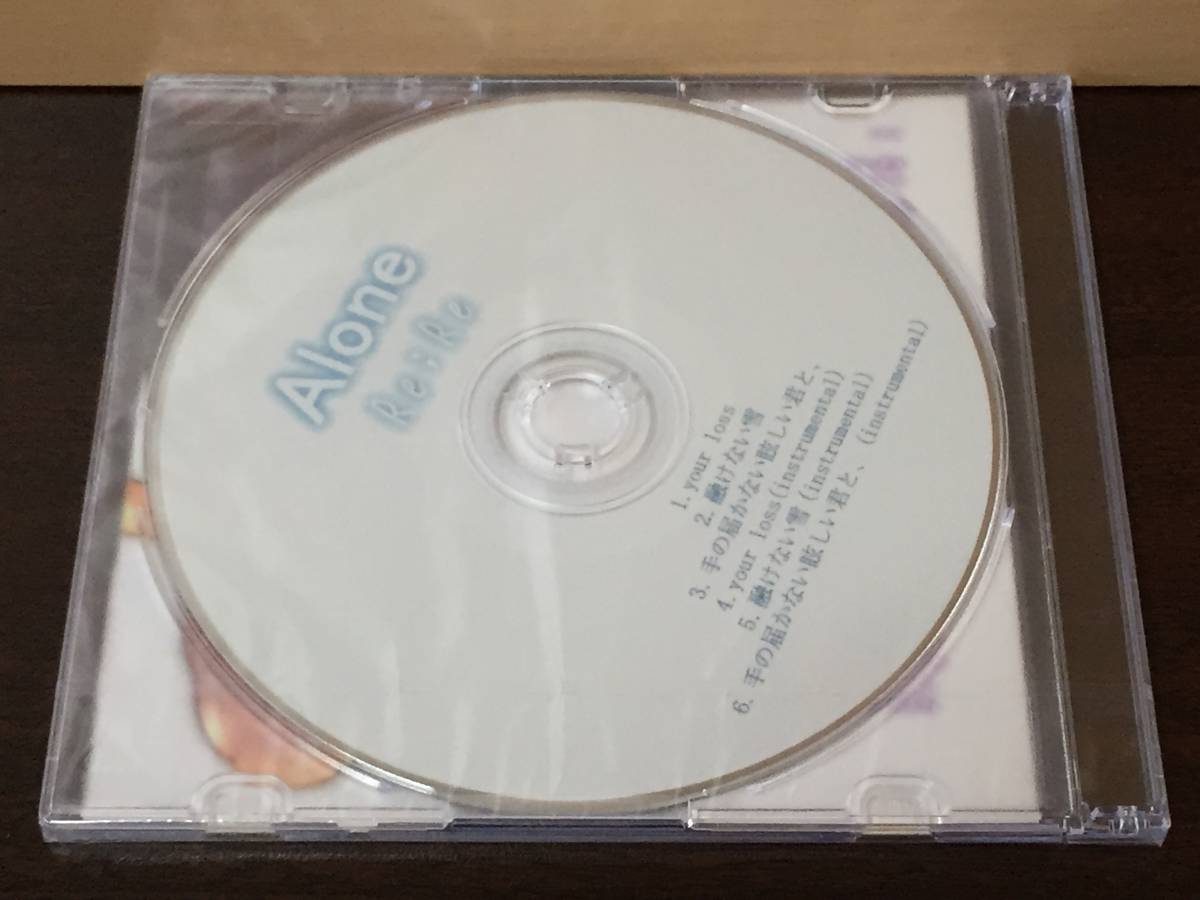 Alone
Re:Re
1.your loss
2. 融けない雪
3. 手の届かない眩しい君と、
4.your loss(instrumental)
5. 融けない雪(instrumental)
6. 手の届かない眩しい君と、(instrumental)